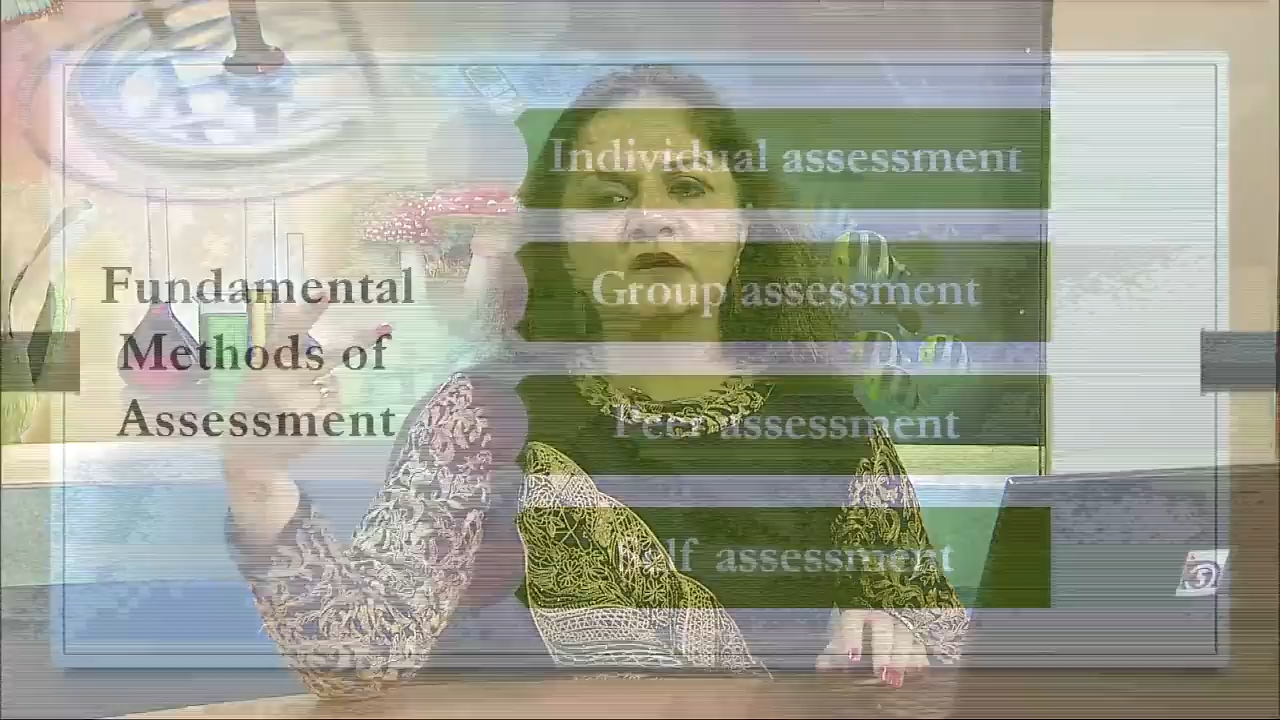 Fundamental
Methods of
Assessment
Individual assessment
Group assessment
Peer assessment
Self assessment